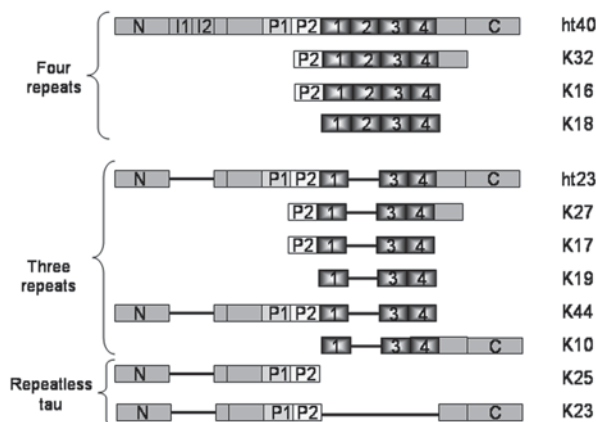 N I1 I2 P1 P2 1 2 3 4 C ht40
P2 1 2 3 4 K32
P2 1 2 3 4 K16
1 2 3 4 K18
Four
repeats
N P1 P2 1 3 4 C ht23
P2 1 3 4 K27
P2 1 3 4 K17
1 3 4 K19
N P1 P2 1 3 4 K44
1 3 4 C K10
Three
repeats
N P1 P2 K25
N P1 P2 C K23
Repeatless
tau